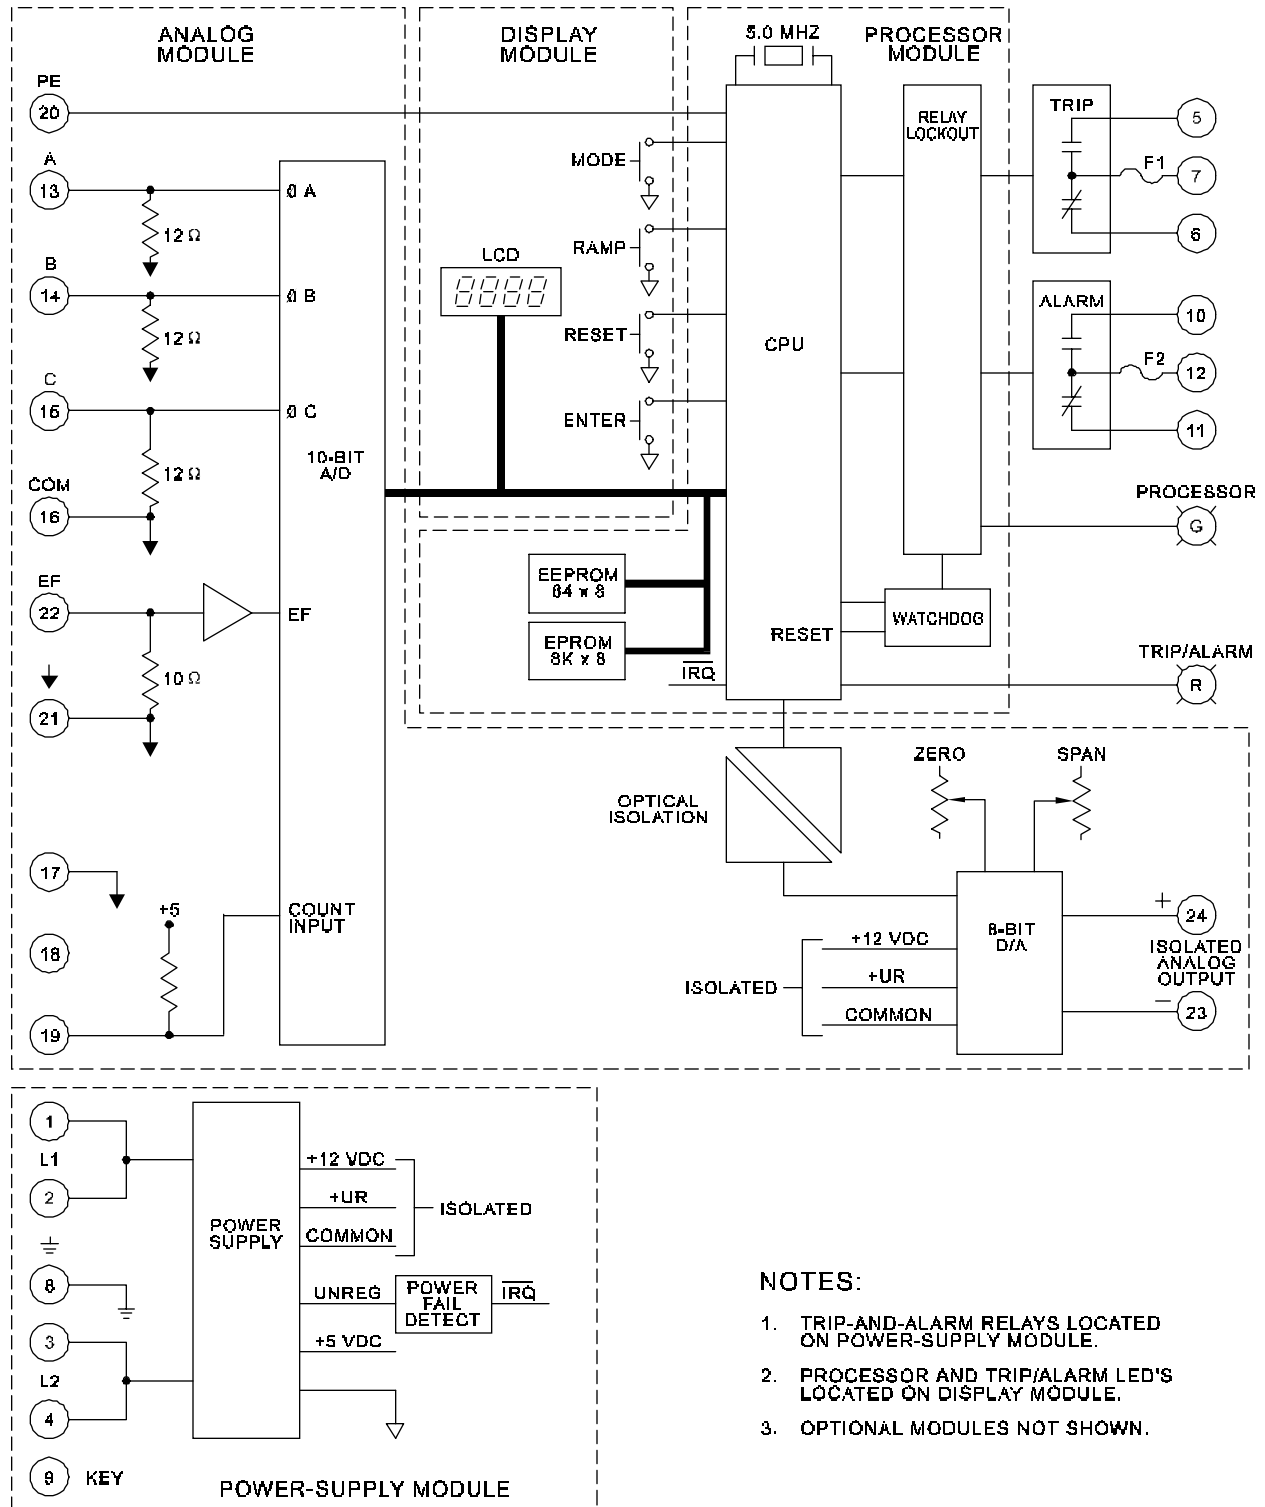 ANALOG
MODULE
DISPLAY
MODULE
5.0 MHZ
PROCESSOR
MODULE
PE
20
A
13
12 Ω
B
14
12 Ω
C
15
12 Ω
COM
16
EF
22
10 Ω
21
17
18
19
+5
Ø A
Ø B
Ø C
10-BIT
A/D
EF
COUNT
INPUT
LCD
8888
MODE
RAMP
RESET
ENTER
CPU
RESET
EEPROM
64 x 8
EPROM
8K x 8
IRQ
RELAY
LOCKOUT
WATCHDOG
TRIP
5
F1
7
6
ALARM
10
F2
12
11
PROCESSOR
G
TRIP/ALARM
R
OPTICAL
ISOLATION
ZERO
SPAN
8-BIT
D/A
+12 VDC
+UR
COMMON
ISOLATED
+
24
ISOLATED
ANALOG
OUTPUT
–
23
1
L1
2
8
3
L2
4
9
KEY
POWER
SUPPLY
+12 VDC
+UR
COMMON
ISOLATED
UNREG
POWER
FAIL
DETECT
IRQ
+5 VDC
POWER-SUPPLY MODULE
NOTES:
1. TRIP-AND-ALARM RELAYS LOCATED
ON POWER-SUPPLY MODULE.
2. PROCESSOR AND TRIP/ALARM LED'S
LOCATED ON DISPLAY MODULE.
3. OPTIONAL MODULES NOT SHOWN.